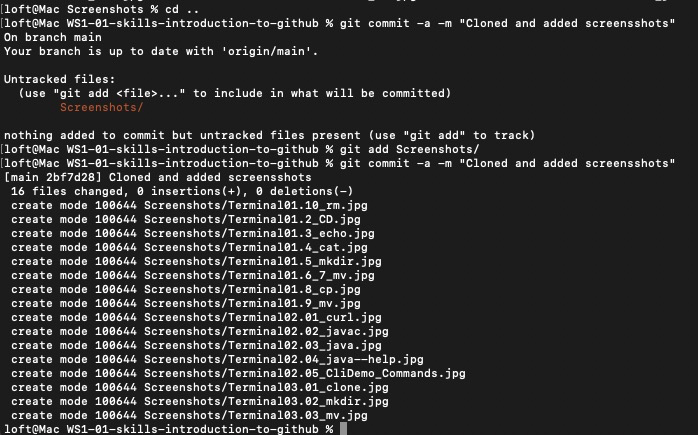 [loft@Mac Screenshots % cd ..
[loft@Mac WS1-01-skills-introduction-to-github % git commit -a -m "Cloned and added screensshots"
On branch main
Your branch is up to date with 'origin/main'.
Untracked files:
(use "git add <file>..." to include in what will be committed)
Screenshots/
nothing added to commit but untracked files present (use "git add" to track)
[loft@Mac WS1-01-skills-introduction-to-github % git add Screenshots/
[loft@Mac WS1-01-skills-introduction-to-github % git commit -a -m "Cloned and added screensshots"
[main 2bf7d28] Cloned and added screensshots
16 files changed, 0 insertions(+), 0 deletions(-)
create mode 100644 Screenshots/Terminal01.10_rm.jpg
create mode 100644 Screenshots/Terminal01.2_CD.jpg
create mode 100644 Screenshots/Terminal01.3_echo.jpg
create mode 100644 Screenshots/Terminal01.4_cat.jpg
create mode 100644 Screenshots/Terminal01.5_mkdir.jpg
create mode 100644 Screenshots/Terminal01.6_7_mv.jpg
create mode 100644 Screenshots/Terminal01.8_cp.jpg
create mode 100644 Screenshots/Terminal01.9_mv.jpg
create mode 100644 Screenshots/Terminal02.01_curl.jpg
create mode 100644 Screenshots/Terminal02.02_javac.jpg
create mode 100644 Screenshots/Terminal02.03_java.jpg
create mode 100644 Screenshots/Terminal02.04_java--help.jpg
create mode 100644 Screenshots/Terminal02.05_CliDemo_Commands.jpg
create mode 100644 Screenshots/Terminal03.01_clone.jpg
create mode 100644 Screenshots/Terminal03.02_mkdir.jpg
create mode 100644 Screenshots/Terminal03.03_mv.jpg
loft@Mac WS1-01-skills-introduction-to-github %